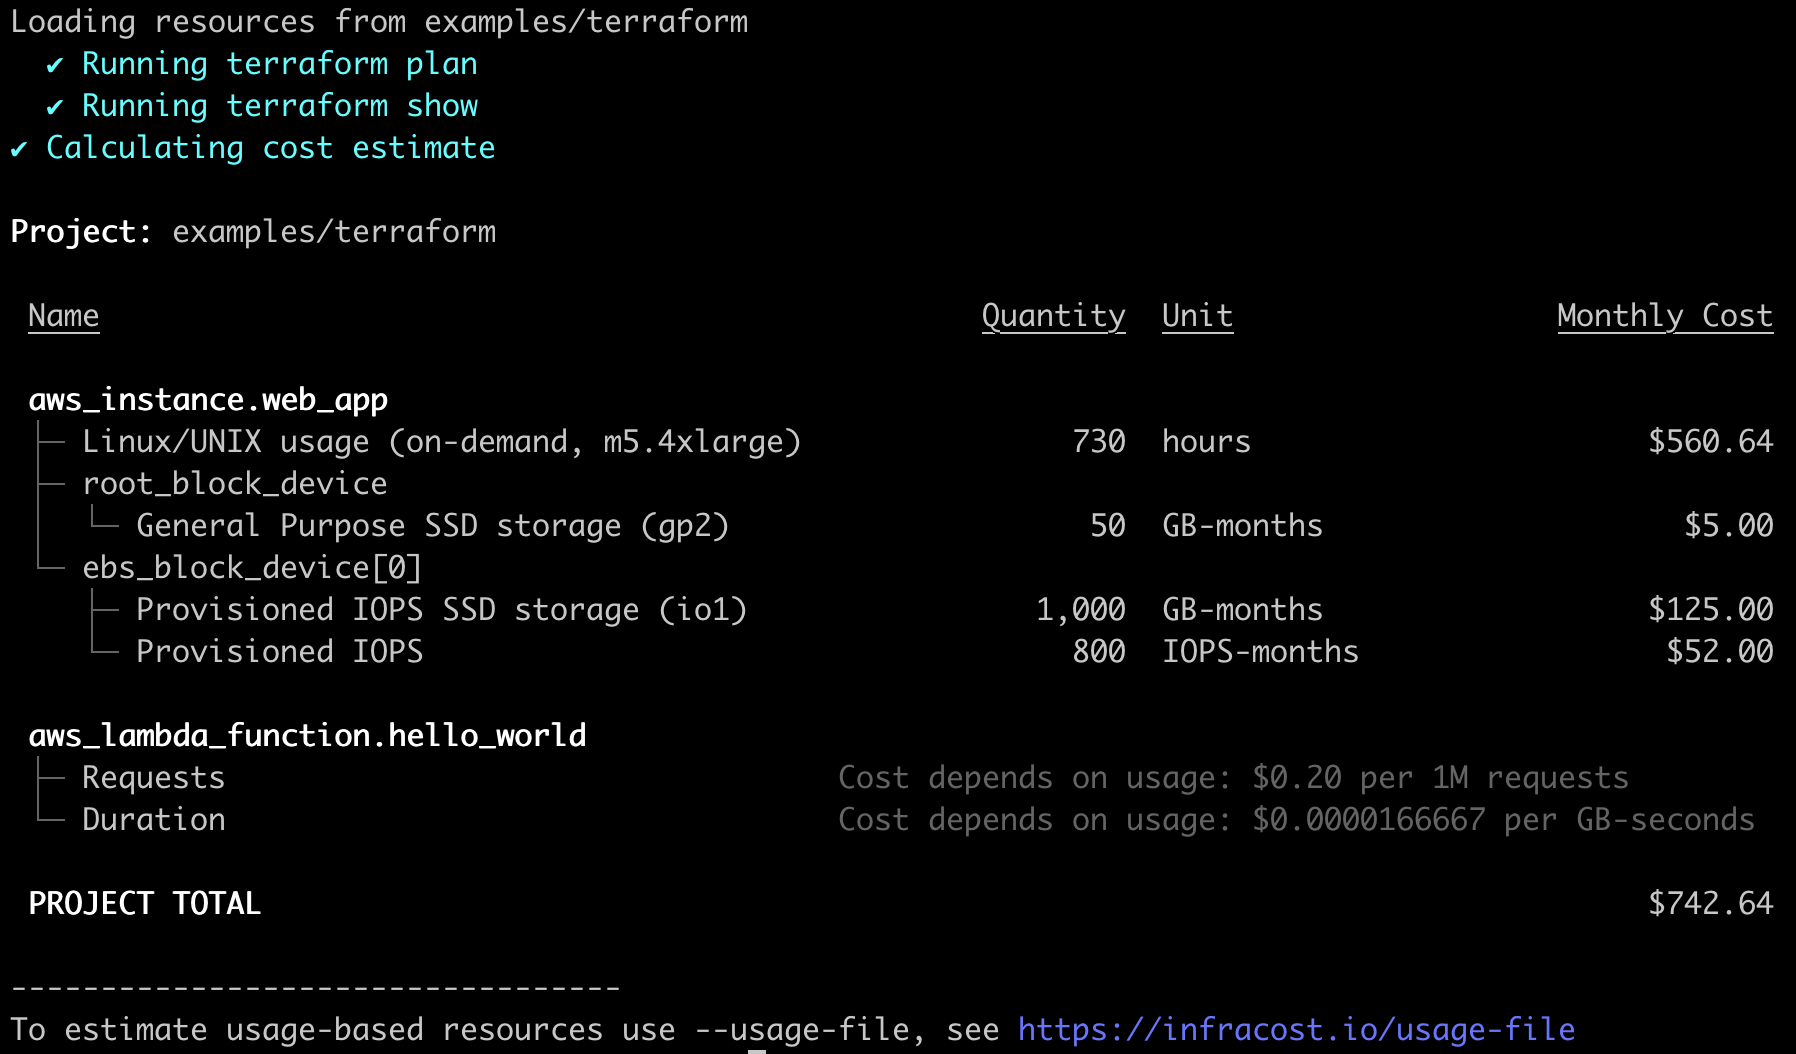 Loading resources from examples/terraform
✔ Running terraform plan
✔ Running terraform show
✔ Calculating cost estimate
Project: examples/terraform
Name Quantity Unit Monthly Cost
aws_instance.web_app
├─ Linux/UNIX usage (on-demand, m5.4xlarge) 730 hours $560.64
├─ root_block_device
│  └─ General Purpose SSD storage (gp2) 50 GB-months $5.00
└─ ebs_block_device[0]
   ├─ Provisioned IOPS SSD storage (io1) 1,000 GB-months $125.00
   └─ Provisioned IOPS 800 IOPS-months $52.00
aws_lambda_function.hello_world
├─ Requests Cost depends on usage: $0.20 per 1M requests
└─ Duration Cost depends on usage: $0.0000166667 per GB-seconds
PROJECT TOTAL $742.64
----------------------------------
To estimate usage-based resources use --usage-file, see https://infracost.io/usage-file